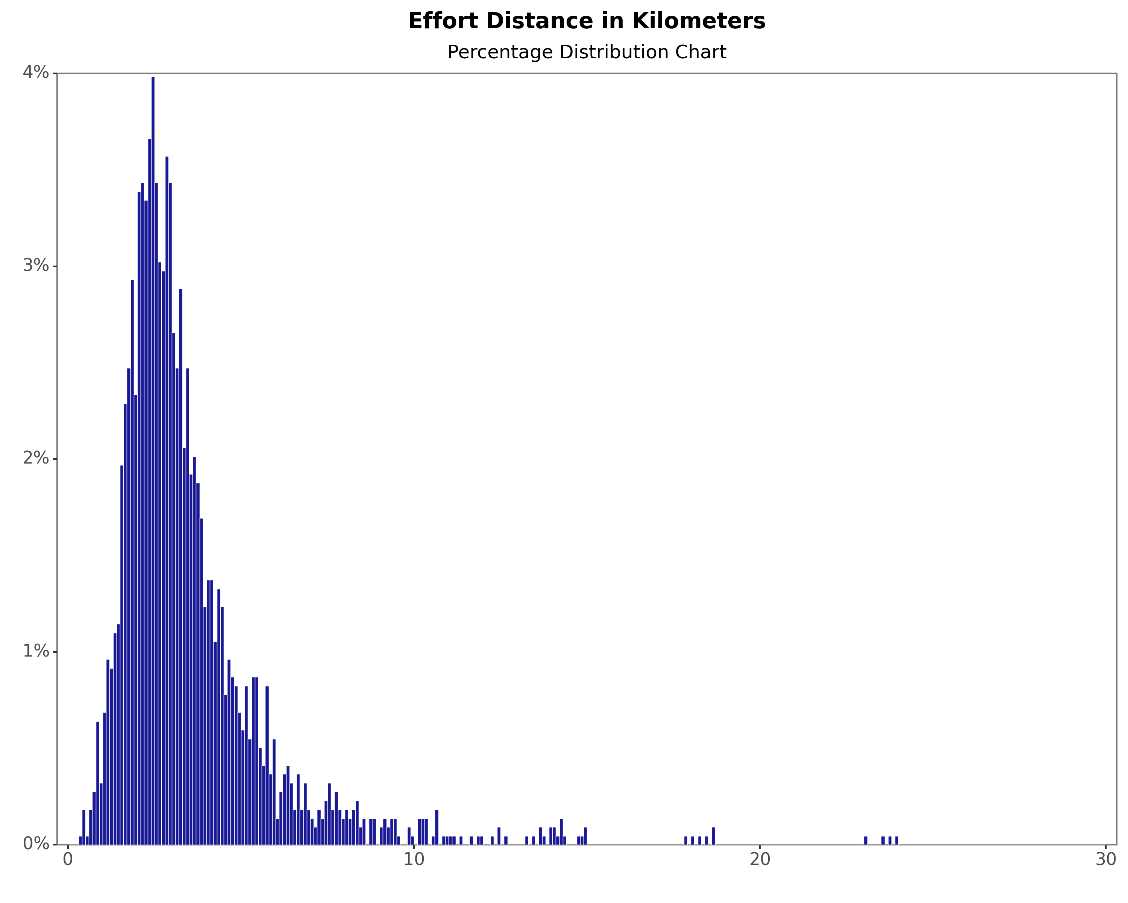 Effort Distance in Kilometers
Percentage Distribution Chart
4%
3%
2%
1%
0%
0 10 20 30